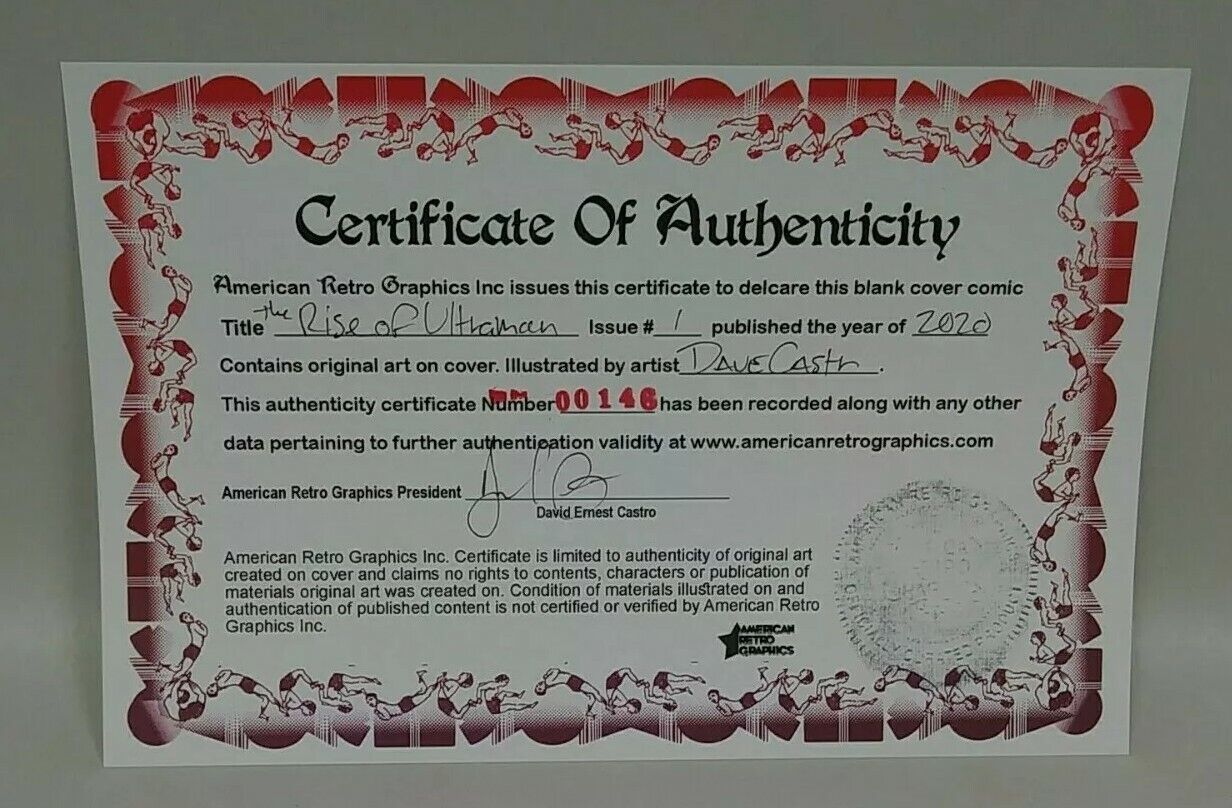 Certificate Of Authenticity
American Retro Graphics Inc issues this certificate to delcare this blank cover comic
Title the Rise of Ultraman Issue # 1 published the year of 2020
Contains original art on cover. Illustrated by artist Dave Castr.
This authenticity certificate Number 00146 has been recorded along with any other
data pertaining to further authentication validity at www.americanretrographics.com
American Retro Graphics President
David Ernest Castro
American Retro Graphics Inc. Certificate is limited to authenticity of original art
created on cover and claims no rights to contents, characters or publication of
materials original art was created on. Condition of materials illustrated on and
authentication of published content is not certified or verified by American Retro
Graphics Inc.
AMERICAN
RETRO
GRAPHICS